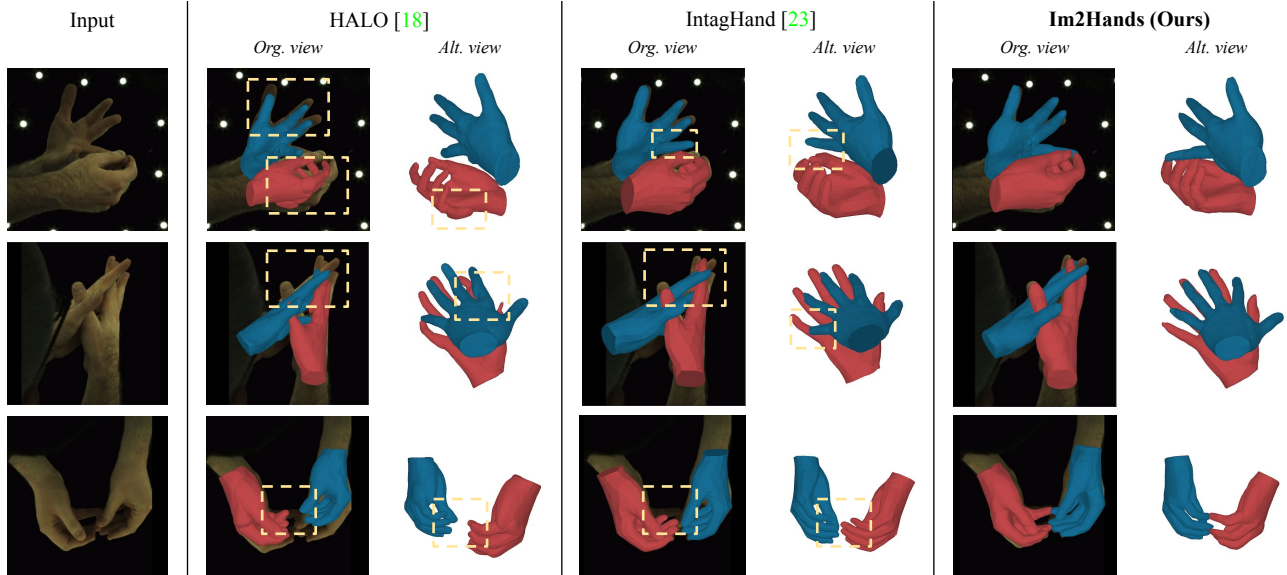 Input HALO [18] IntagHand [23] Im2Hands (Ours)
Org. view Alt. view Org. view Alt. view Org. view Alt. view